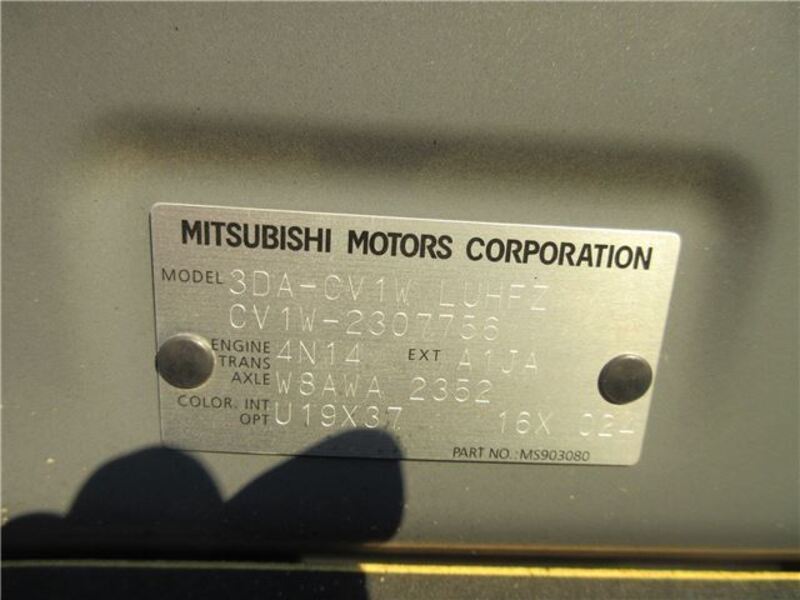 MITSUBISHI MOTORS CORPORATION
MODEL 3DA-CV1W LUHFZ
CV1W-2307756
ENGINE 4N14 EXT A1JA
TRANS
AXLE W8AWA 2352
COLOR. INT
OPT U19X37 16X 024
PART NO.:MS903080